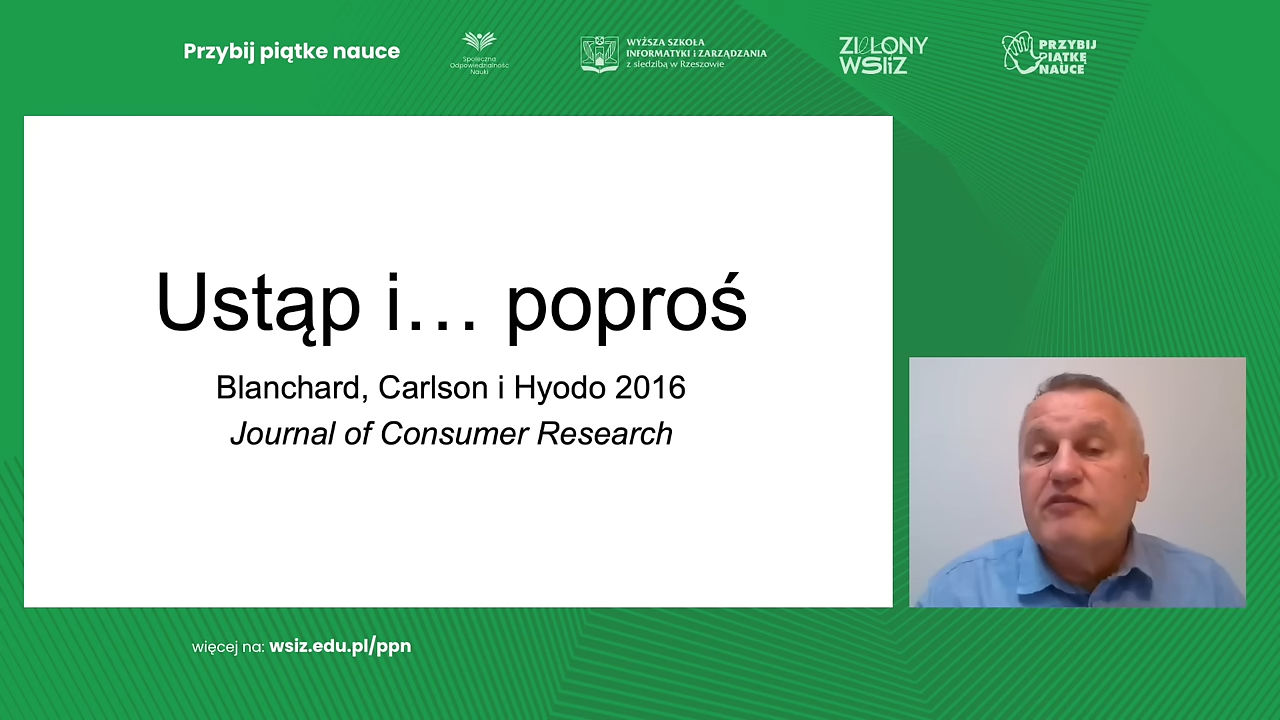 Przybij piątke nauce
Społeczna
Odpowiedzialność
Nauki
WYŻSZA SZKOŁA
INFORMATYKI i ZARZĄDZANIA
z siedzibą w Rzeszowie
ZIELONY
WSIiZ
PRZYBIJ
PIĄTKĘ
NAUCE
Ustąp i… poproś
Blanchard, Carlson i Hyodo 2016
Journal of Consumer Research
więcej na: wsiz.edu.pl/ppn